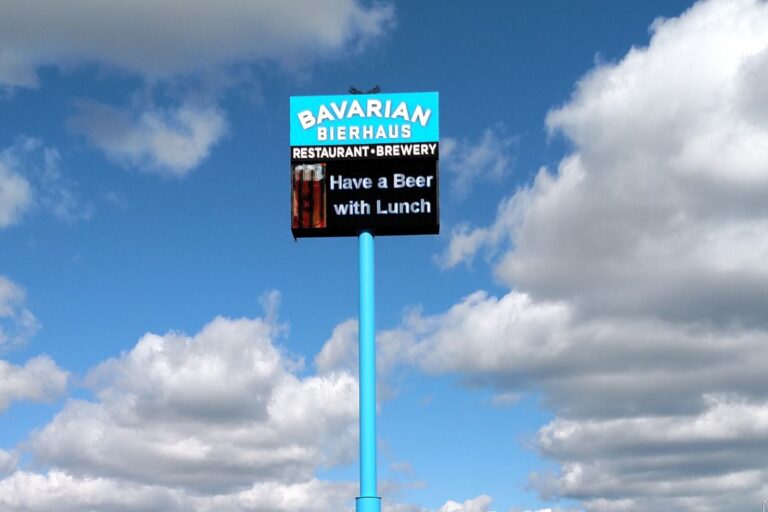 BAVARIAN
BIERHAUS
RESTAURANT • BREWERY
Have a Beer
with Lunch